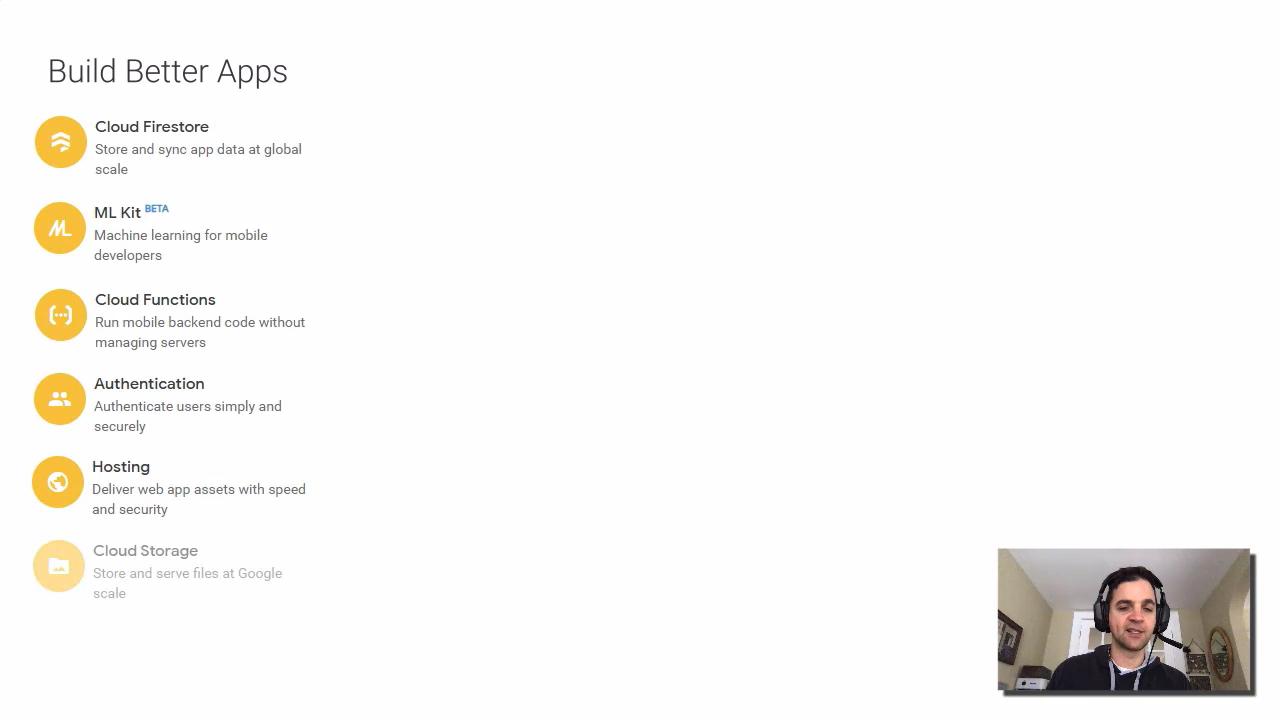 Build Better Apps
Cloud Firestore
Store and sync app data at global
scale
ML Kit BETA
Machine learning for mobile
developers
Cloud Functions
Run mobile backend code without
managing servers
Authentication
Authenticate users simply and
securely
Hosting
Deliver web app assets with speed
and security
Cloud Storage
Store and serve files at Google
scale